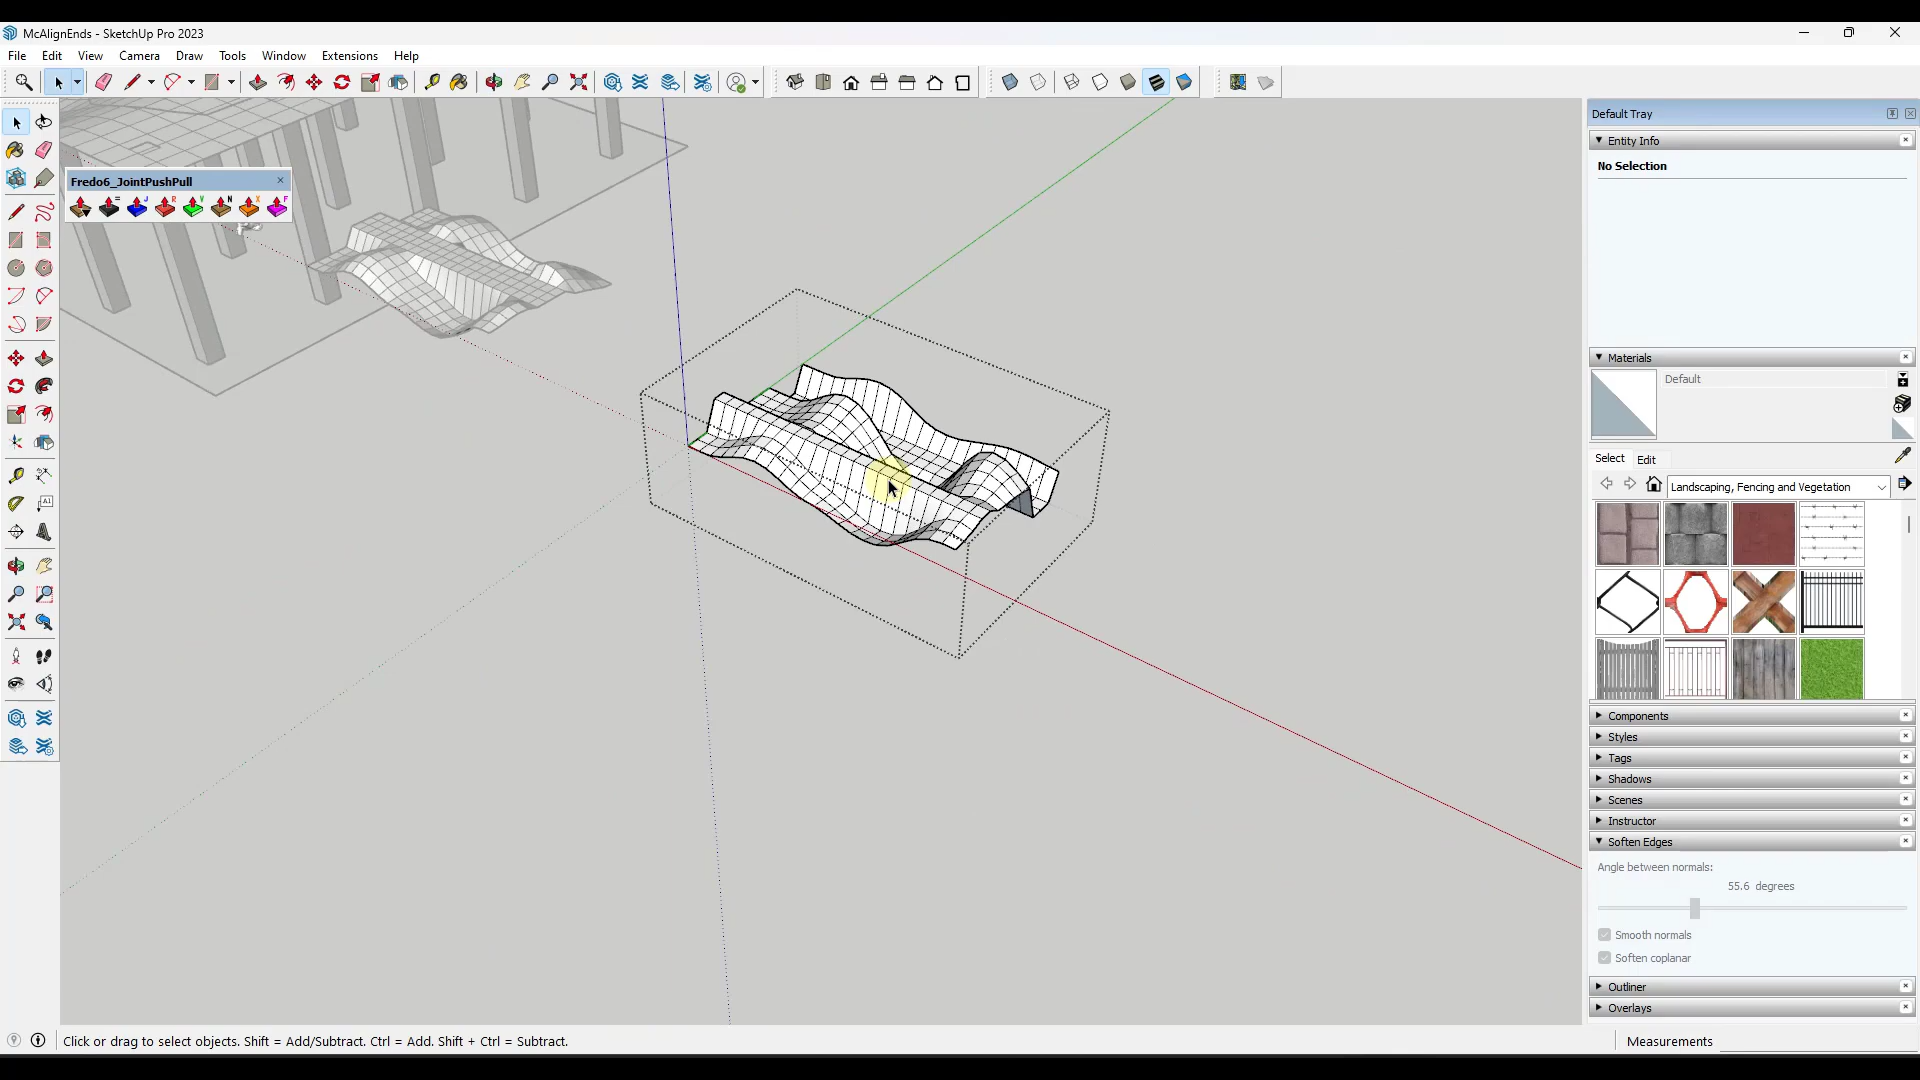 McAlignEnds - SketchUp Pro 2023
File Edit View Camera Draw Tools Window Extensions Help
Default Tray
Entity Info
No Selection
Fredo6_JointPushPull
Materials
Default
Select Edit
Landscaping, Fencing and Vegetation
Components
Styles
Tags
Shadows
Scenes
Instructor
Soften Edges
Angle between normals:
55.6 degrees
Smooth normals
Soften coplanar
Outliner
Overlays
Click or drag to select objects. Shift = Add/Subtract. Ctrl = Add. Shift + Ctrl = Subtract.
Measurements